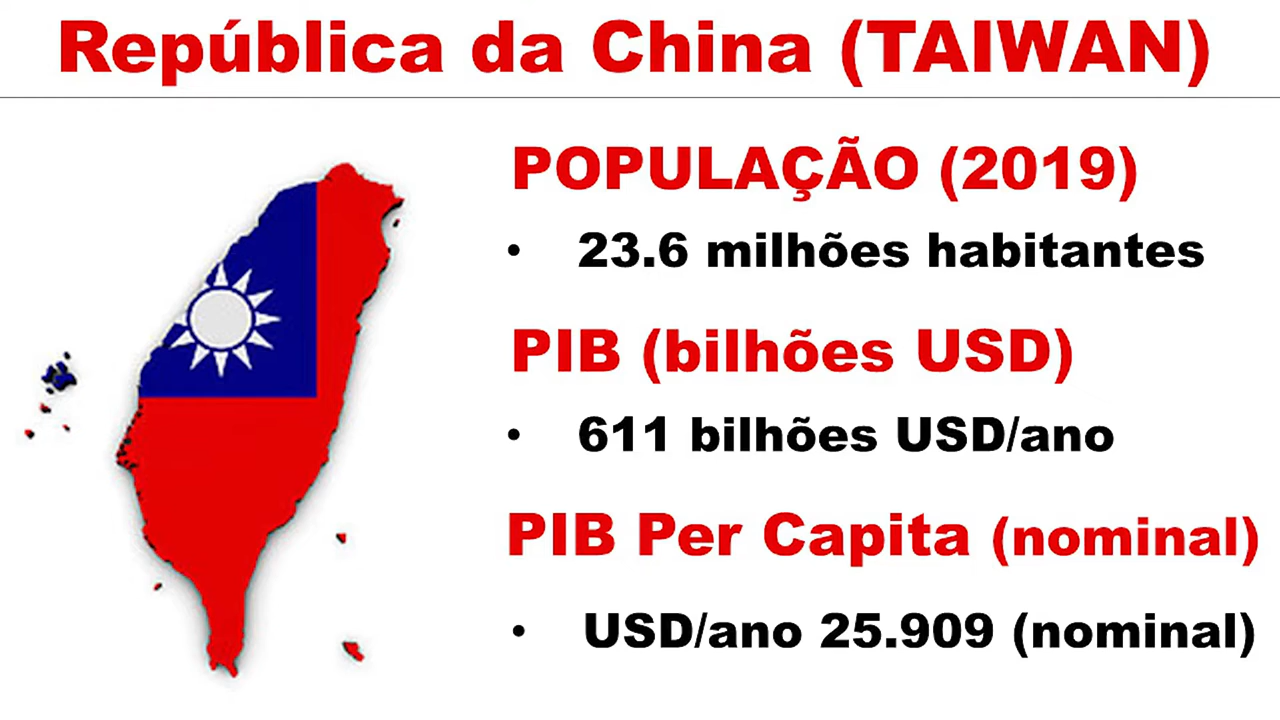 República da China (TAIWAN)
POPULAÇÃO (2019)
• 23.6 milhões habitantes
PIB (bilhões USD)
• 611 bilhões USD/ano
PIB Per Capita (nominal)
• USD/ano 25.909 (nominal)